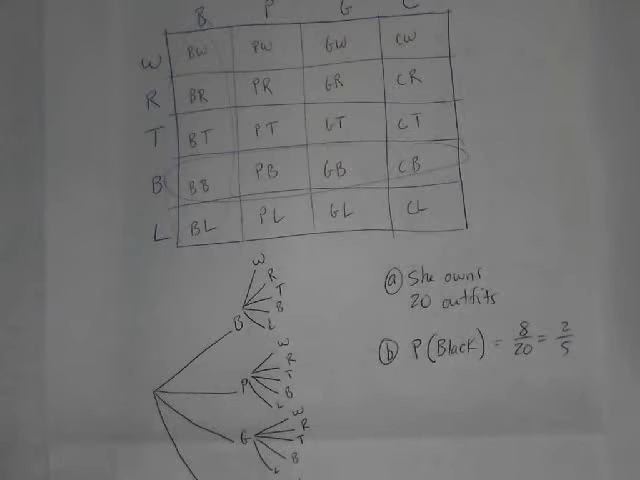 B P G C
W BW PW GW CW
R BR PR GR CR
T BT PT GT CT
B BB PB GB CB
L BL PL GL CL
W
R
T
B
B
L
W
R
T
P
B
L
W
R
G
T
B
L
ⓐ She owns
20 outfits
ⓑ P(Black) = 8/20 = 2/5